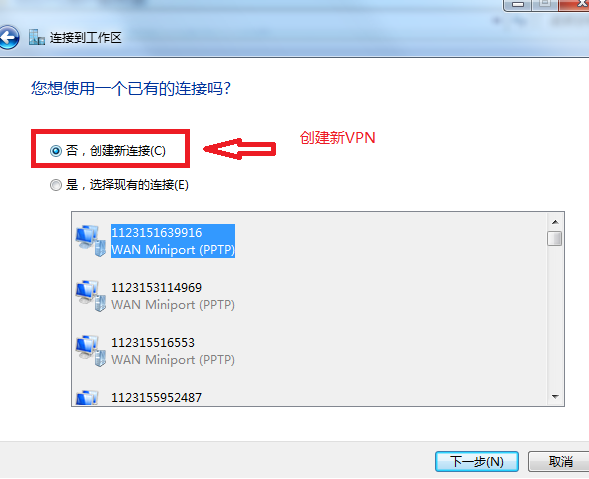 连接到工作区
您想使用一个已有的连接吗?
否，创建新连接(C)
创建新VPN
是，选择现有的连接(E)
1123151639916
WAN Miniport (PPTP)
1123153114969
WAN Miniport (PPTP)
112315516553
WAN Miniport (PPTP)
1123155952487
下一步(N)
取消